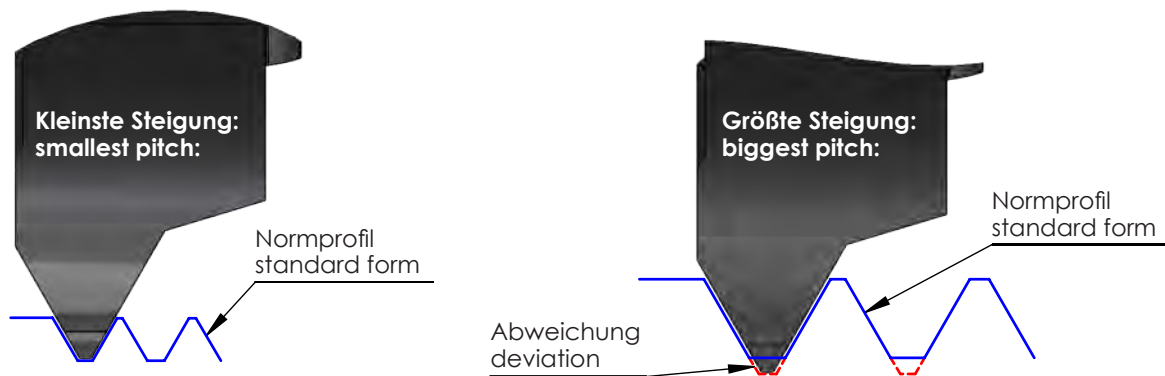 Kleinste Steigung:
smallest pitch:
Normprofil
standard form
Größte Steigung:
biggest pitch:
Normprofil
standard form
Abweichung
deviation